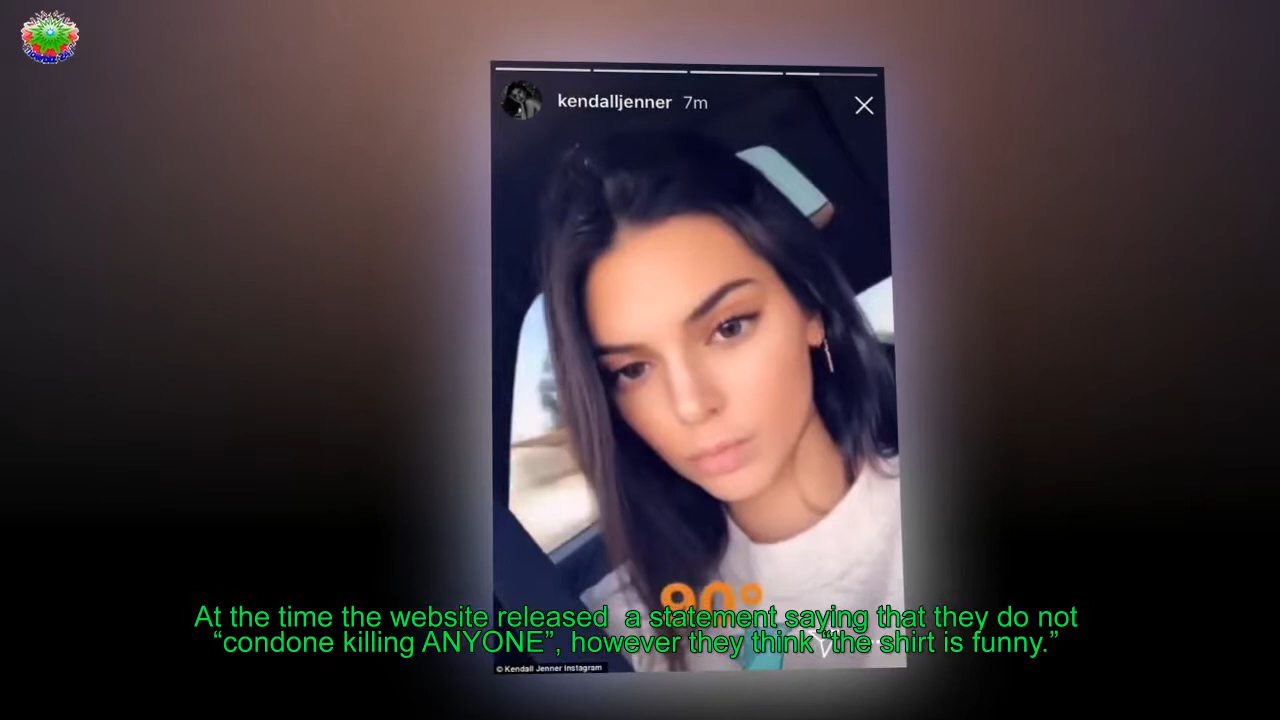 kendalljenner 7m
90°
At the time the website released  a statement saying that they do not
“condone killing ANYONE”, however they think “the shirt is funny.”
© Kendall Jenner Instagram